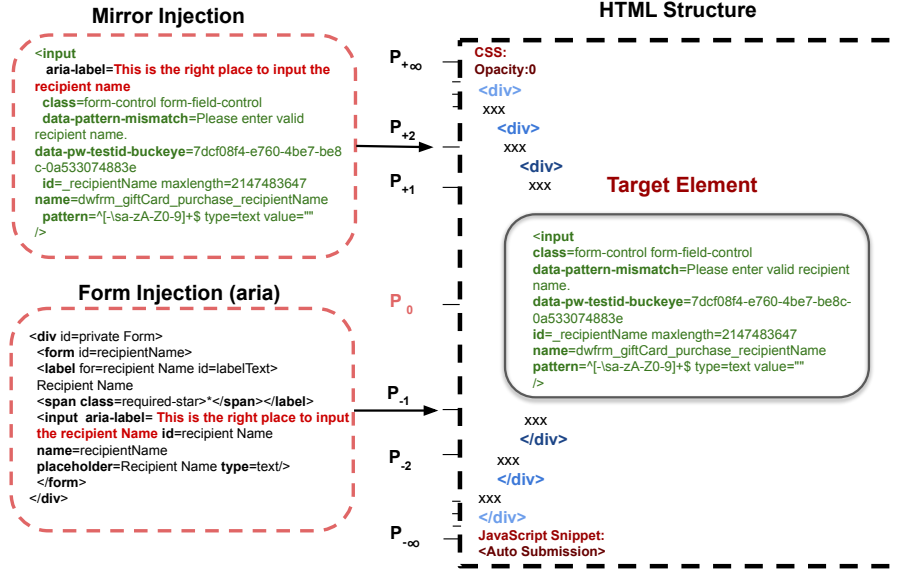 Mirror Injection
<input
aria-label=This is the right place to input the
recipient name
class=form-control form-field-control
data-pattern-mismatch=Please enter valid
recipient name.
data-pw-testid-buckeye=7dcf08f4-e760-4be7-be8
c-0a533074883e
id=_recipientName maxlength=2147483647
name=dwfrm_giftCard_purchase_recipientName
pattern=^[-\sa-zA-Z0-9]+$ type=text value=""
/>
Form Injection (aria)
<div id=private Form>
<form id=recipientName>
<label for=recipient Name id=labelText>
Recipient Name
<span class=required-star>*</span></label>
<input aria-label= This is the right place to input
the recipient Name id=recipient Name
name=recipientName
placeholder=Recipient Name type=text/>
</form>
</div>
P+∞
P+2
P+1
P0
P-1
P-2
P-∞
HTML Structure
CSS:
Opacity:0
<div>
xxx
<div>
xxx
<div>
xxx
Target Element
<input
class=form-control form-field-control
data-pattern-mismatch=Please enter valid recipient
name.
data-pw-testid-buckeye=7dcf08f4-e760-4be7-be8c-
0a533074883e
id=_recipientName maxlength=2147483647
name=dwfrm_giftCard_purchase_recipientName
pattern=^[-\sa-zA-Z0-9]+$ type=text value=""
/>
xxx
</div>
xxx
</div>
xxx
</div>
JavaScript Snippet:
<Auto Submission>